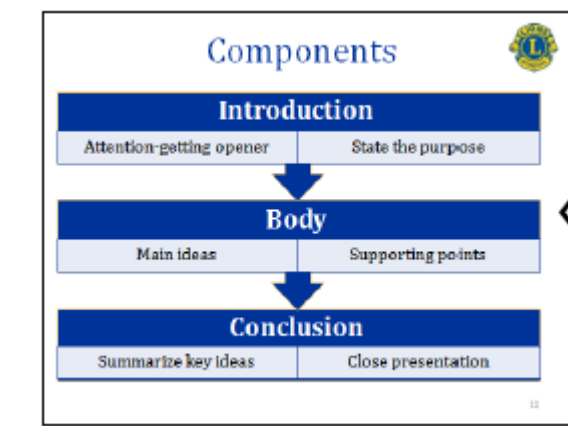 Components
L
Introduction
Attention-getting opener State the purpose
Body
Main ideas Supporting points
Conclusion
Summarize key ideas Close presentation